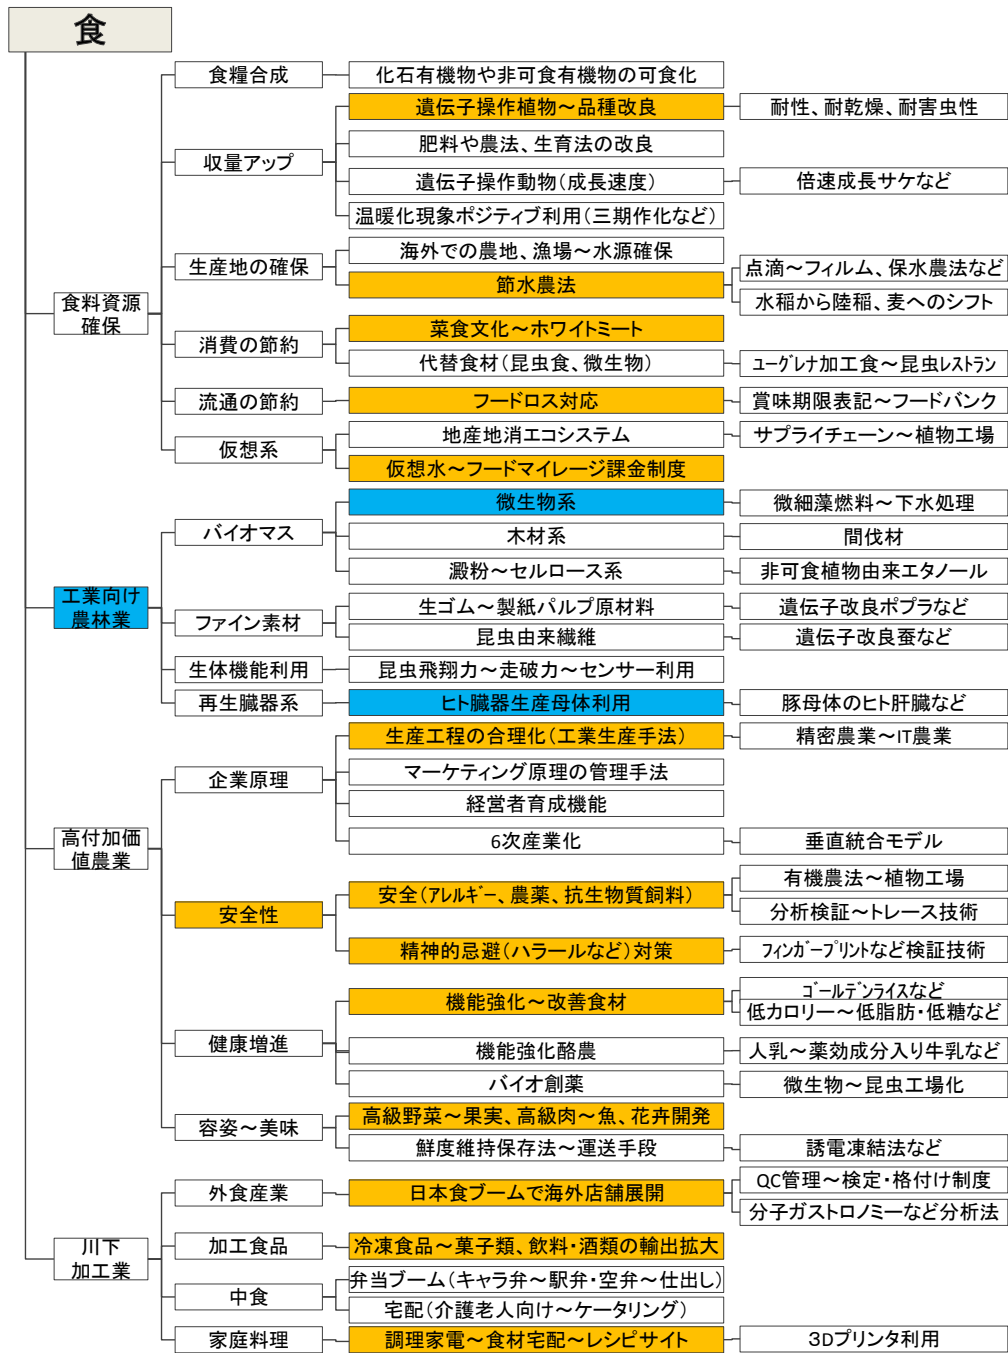 食
食糧合成
化石有機物や非可食有機物の可食化
遺伝子操作植物～品種改良
耐性、耐乾燥、耐害虫性
収量アップ
肥料や農法、生育法の改良
遺伝子操作動物(成長速度)
倍速成長サケなど
温暖化現象ポジティブ利用(三期作化など)
生産地の確保
海外での農地、漁場～水源確保
節水農法
点滴～フィルム、保水農法など
水稲から陸稲、麦へのシフト
食料資源
確保
消費の節約
菜食文化～ホワイトミート
代替食材(昆虫食、微生物)
ユーグレナ加工食～昆虫レストラン
流通の節約
フードロス対応
賞味期限表記～フードバンク
仮想系
地産地消エコシステム
サプライチェーン～植物工場
仮想水～フードマイレージ課金制度
バイオマス
微生物系
微細藻燃料～下水処理
木材系
間伐材
澱粉～セルロース系
非可食植物由来エタノール
工業向け
農林業
ファイン素材
生ゴム～製紙パルプ原材料
遺伝子改良ポプラなど
昆虫由来繊維
遺伝子改良蚕など
生体機能利用
昆虫飛翔力～走破力～センサー利用
再生臓器系
ヒト臓器生産母体利用
豚母体のヒト肝臓など
企業原理
生産工程の合理化(工業生産手法)
精密農業～IT農業
マーケティング原理の管理手法
経営者育成機能
6次産業化
垂直統合モデル
高付加価
値農業
安全性
安全(アレルギー、農薬、抗生物質飼料)
有機農法～植物工場
分析検証～トレース技術
精神的忌避(ハラールなど)対策
フィンガープリントなど検証技術
健康増進
機能強化～改善食材
ゴールデンライスなど
低カロリー～低脂肪・低糖など
機能強化酪農
人乳～薬効成分入り牛乳など
バイオ創薬
微生物～昆虫工場化
容姿～美味
高級野菜～果実、高級肉～魚、花卉開発
鮮度維持保存法～運送手段
誘電凍結法など
外食産業
日本食ブームで海外店舗展開
QC管理～検定・格付け制度
分子ガストロノミーなど分析法
川下
加工業
加工食品
冷凍食品～菓子類、飲料・酒類の輸出拡大
中食
弁当ブーム(キャラ弁～駅弁・空弁～仕出し)
宅配(介護老人向け～ケータリング)
家庭料理
調理家電～食材宅配～レシピサイト
3Dプリンタ利用